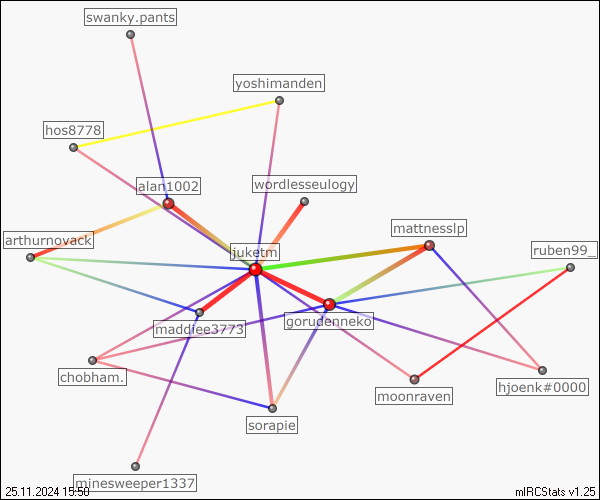 swanky.pants
yoshimanden
hos8778
alan1002
wordlesseulogy
mattnesslp
arthurnovack
juketm
ruben99_
gorudenneko
maddiee3773
chobham.
hjoenk#0000
moonraven
sorapie
minesweeper1337
25.11.2024 15:50
mIRCStats v1.25